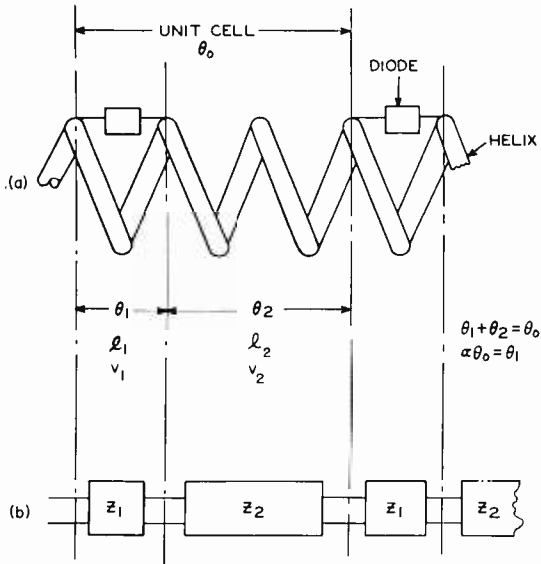 UNIT CELL
θ₀
DIODE
HELIX
.(a)
θ₁ θ₂
ℓ₁ ℓ₂
v₁ v₂
θ₁ + θ₂ = θ₀
αθ₀ = θ₁
(b) Z₁ Z₂ Z₁ Z₂